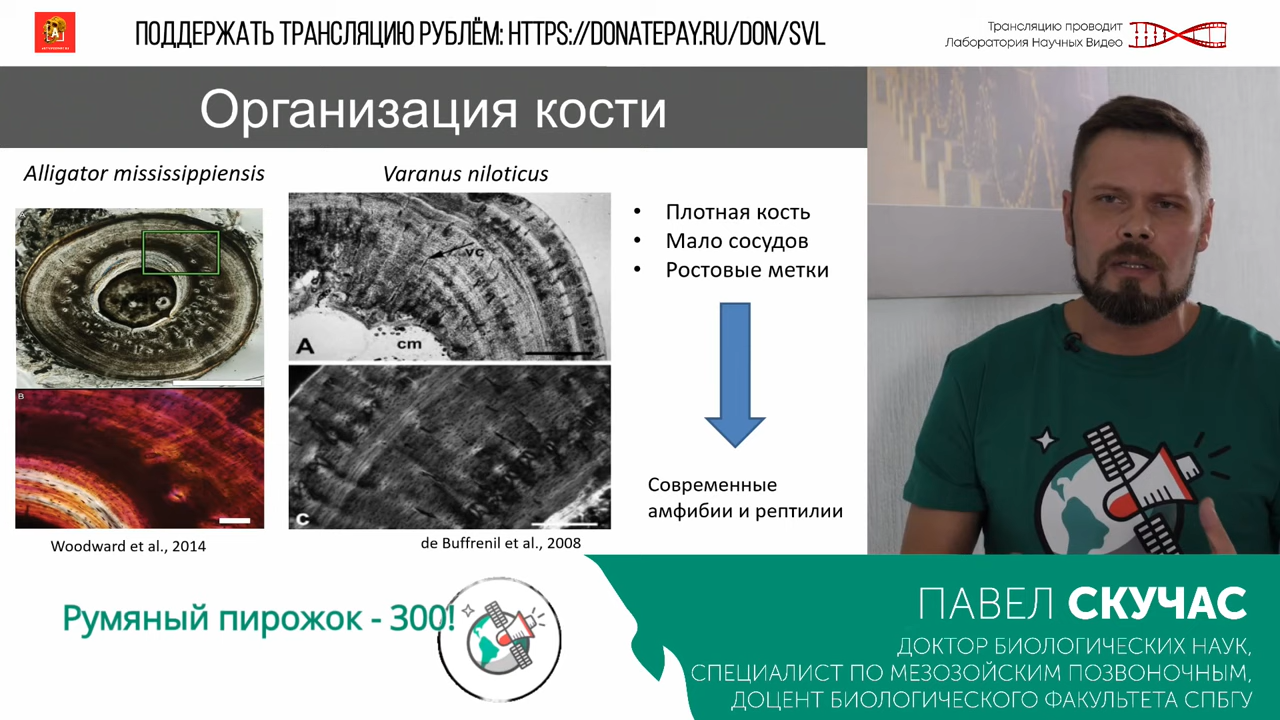 ПОДДЕРЖАТЬ ТРАНСЛЯЦИЮ РУБЛЁМ: HTTPS://DONATEPAY.RU/DON/SVL
Трансляцию проводит
Лаборатория Научных Видео
Организация кости
Alligator mississippiensis
Varanus niloticus
vc
A
cm
B
C
Woodward et al., 2014
de Buffrenil et al., 2008
• Плотная кость
• Мало сосудов
• Ростовые метки
Современные
амфибии и рептилии
Румяный пирожок - 300!
ПАВЕЛ СКУЧАС
ДОКТОР БИОЛОГИЧЕСКИХ НАУК,
СПЕЦИАЛИСТ ПО МЕЗОЗОЙСКИМ ПОЗВОНОЧНЫМ,
ДОЦЕНТ БИОЛОГИЧЕСКОГО ФАКУЛЬТЕТА СПБГУ